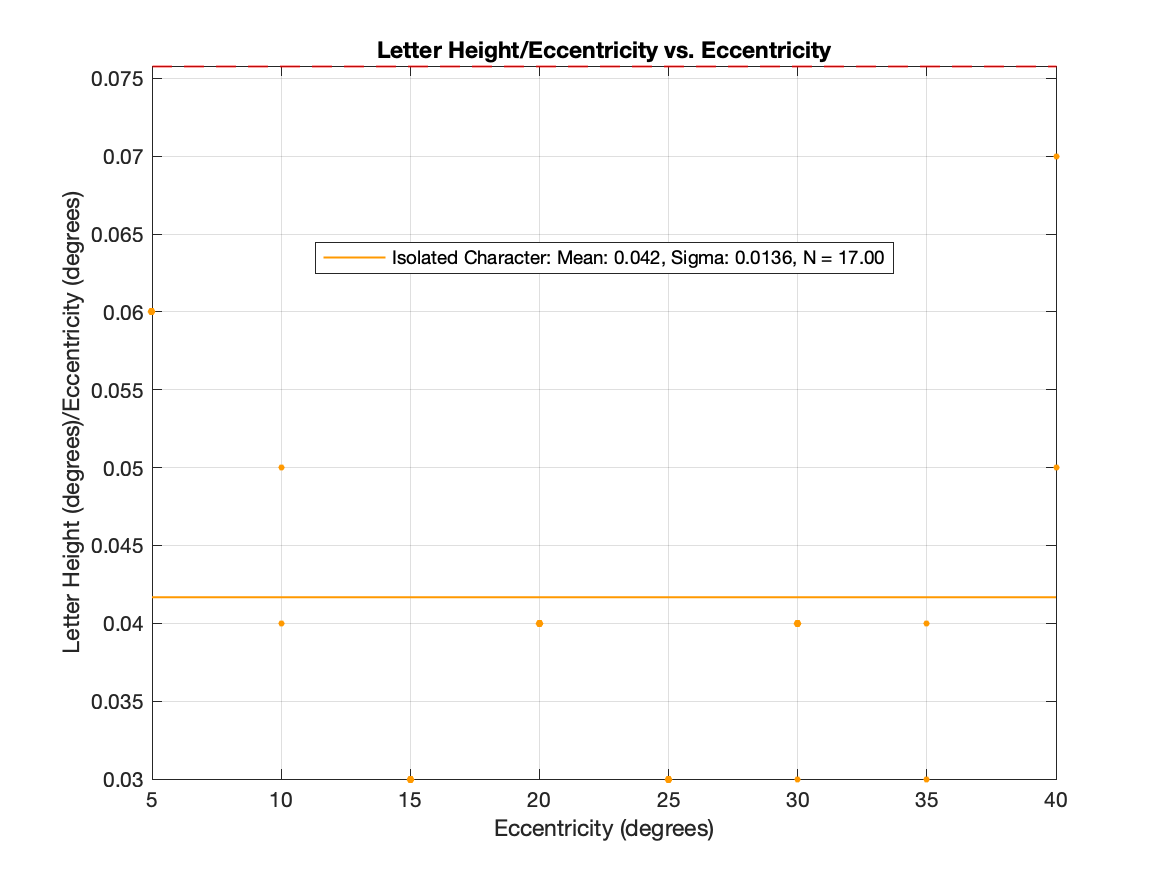 Letter Height/Eccentricity vs. Eccentricity
0.075
0.07
0.065
Isolated Character: Mean: 0.042, Sigma: 0.0136, N = 17.00
0.06
0.055
0.05
0.045
0.04
0.035
0.03
Letter Height (degrees)/Eccentricity (degrees)
5 10 15 20 25 30 35 40
Eccentricity (degrees)